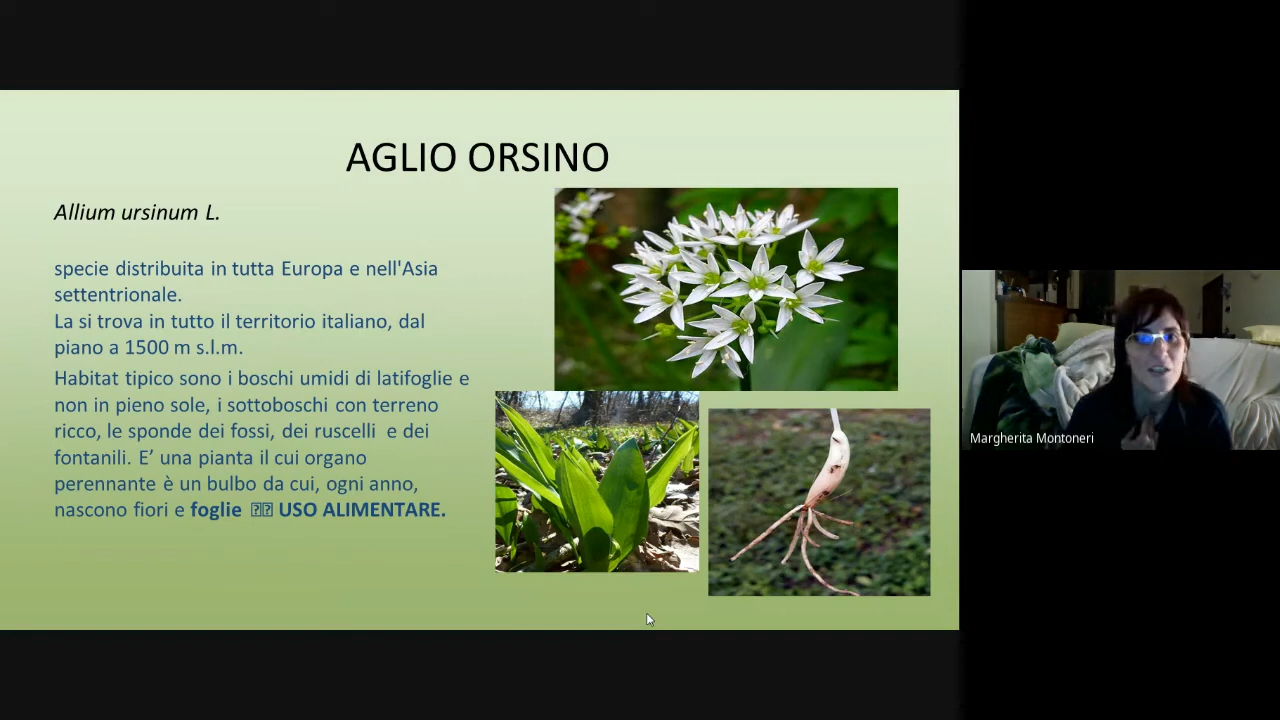 AGLIO ORSINO
Allium ursinum L.
specie distribuita in tutta Europa e nell'Asia
settentrionale.
La si trova in tutto il territorio italiano, dal
piano a 1500 m s.l.m.
Habitat tipico sono i boschi umidi di latifoglie e
non in pieno sole, i sottoboschi con terreno
ricco, le sponde dei fossi, dei ruscelli e dei
fontanili. E’ una pianta il cui organo
perennante è un bulbo da cui, ogni anno,
nascono fiori e foglie USO ALIMENTARE.
Margherita Montoneri